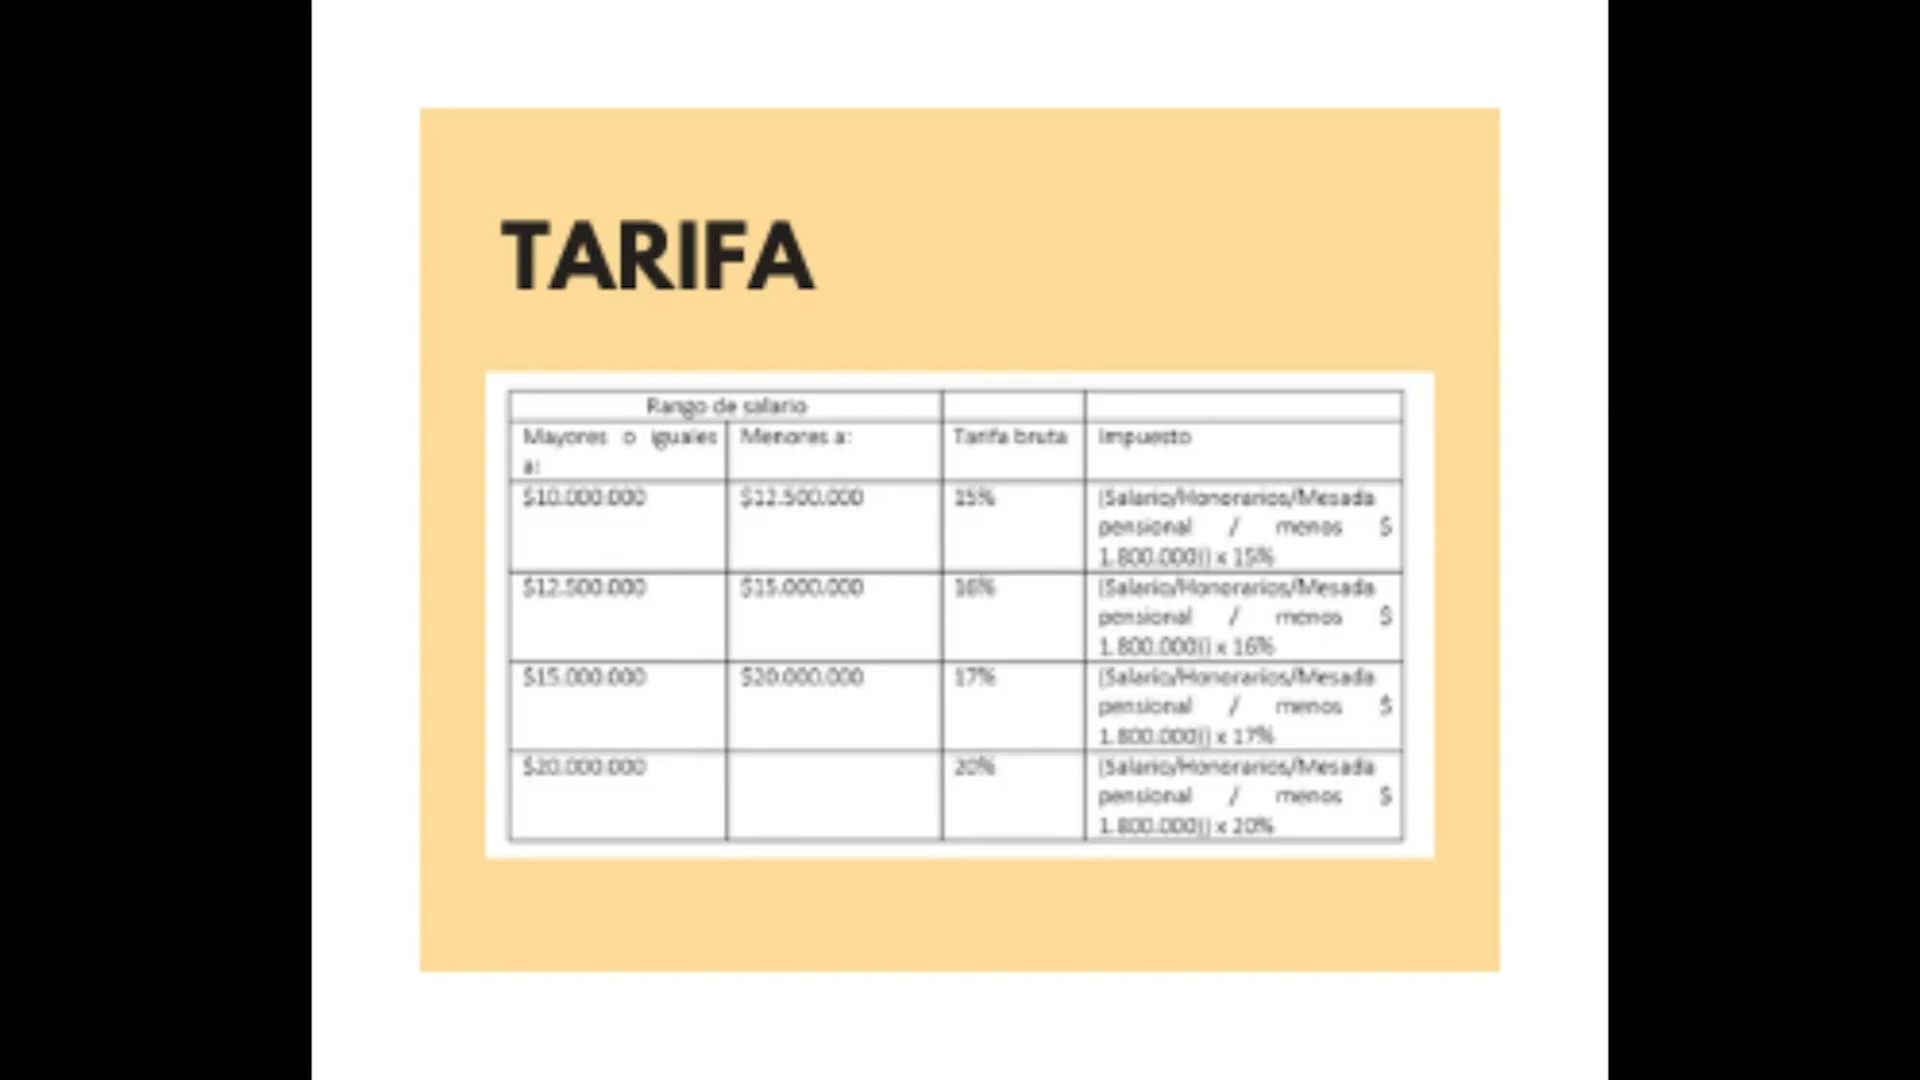 TARIFA
Rango de salario
Mayores o iguales a: Menores a: Tarifa bruta Impuesto
$10.000.000 $12.500.000 15% (Salario/Honorarios/Mesada
pensional / menos $
1.800.000)) x 15%
$12.500.000 $15.000.000 16% (Salario/Honorarios/Mesada
pensional / menos $
1.800.000)) x 16%
$15.000.000 $20.000.000 17% (Salario/Honorarios/Mesada
pensional / menos $
1.800.000)) x 17%
$20.000.000 20% (Salario/Honorarios/Mesada
pensional / menos $
1.800.000)) x 20%